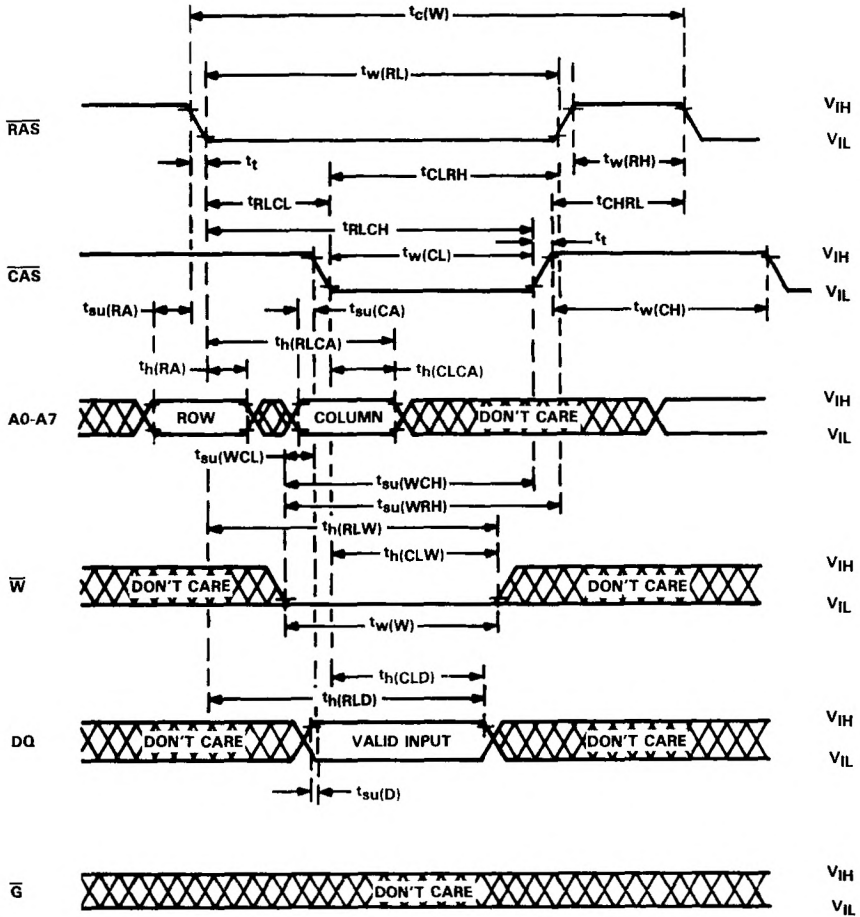 tc(W)
tw(RL)
RAS
VIH
VIL
tt
tCLRH
tw(RH)
tRLCL
tCHRL
tRLCH
tw(CL)
tt
CAS
VIH
VIL
tsu(RA)
tsu(CA)
tw(CH)
th(RLCA)
th(RA)
th(CLCA)
A0-A7
ROW
COLUMN
DON'T CARE
VIH
VIL
tsu(WCL)
tsu(WCH)
tsu(WRH)
th(RLW)
th(CLW)
W
DON'T CARE
DON'T CARE
VIH
VIL
tw(W)
th(CLD)
th(RLD)
DQ
DON'T CARE
VALID INPUT
DON'T CARE
VIH
VIL
tsu(D)
G
DON'T CARE
VIH
VIL